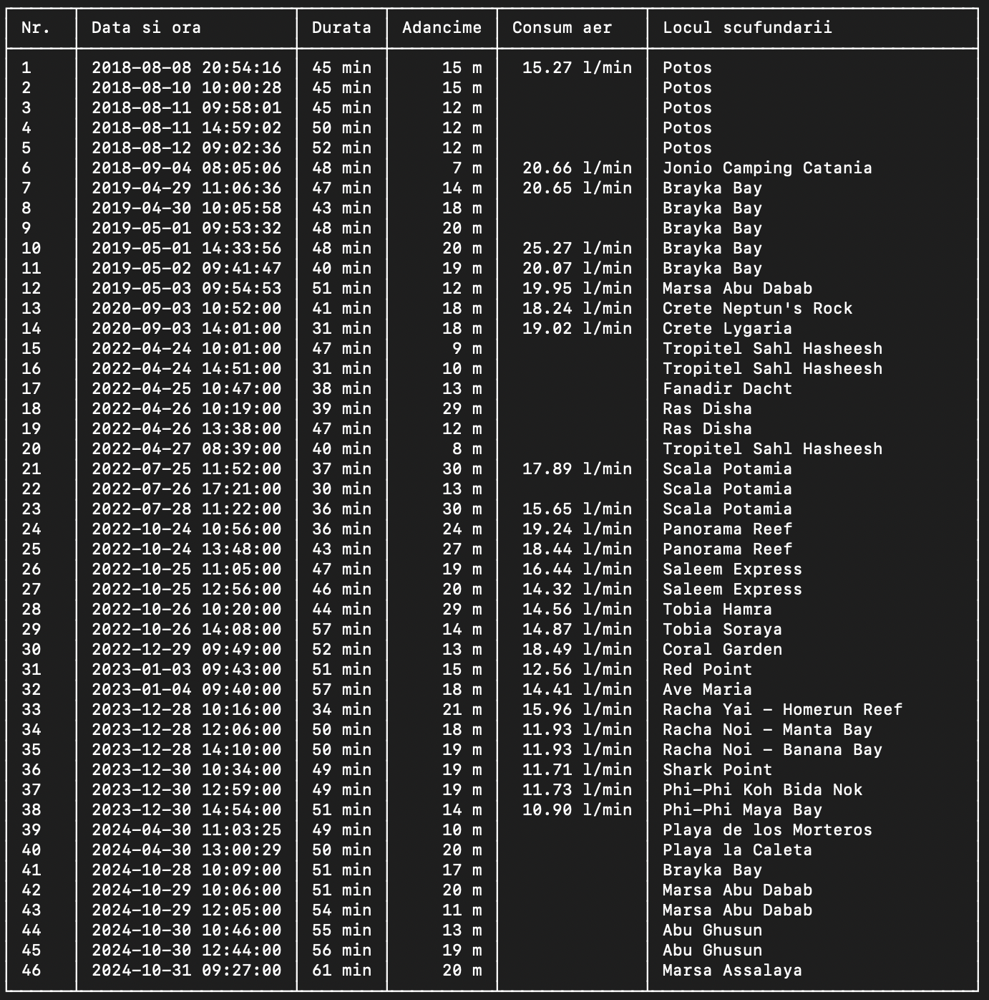 Nr. Data si ora Durata Adancime Consum aer Locul scufundarii
1 2018-08-08 20:54:16 45 min 15 m 15.27 l/min Potos
2 2018-08-10 10:00:28 45 min 15 m Potos
3 2018-08-11 09:58:01 45 min 12 m Potos
4 2018-08-11 14:59:02 50 min 12 m Potos
5 2018-08-12 09:02:36 52 min 12 m Potos
6 2018-09-04 08:05:06 48 min 7 m 20.66 l/min Jonio Camping Catania
7 2019-04-29 11:06:36 47 min 14 m 20.65 l/min Brayka Bay
8 2019-04-30 10:05:58 43 min 18 m Brayka Bay
9 2019-05-01 09:53:32 48 min 20 m Brayka Bay
10 2019-05-01 14:33:56 48 min 20 m 25.27 l/min Brayka Bay
11 2019-05-02 09:41:47 40 min 19 m 20.07 l/min Brayka Bay
12 2019-05-03 09:54:53 51 min 12 m 19.95 l/min Marsa Abu Dabab
13 2020-09-03 10:52:00 41 min 18 m 18.24 l/min Crete Neptun's Rock
14 2020-09-03 14:01:00 31 min 18 m 19.02 l/min Crete Lygaria
15 2022-04-24 10:01:00 47 min 9 m Tropitel Sahl Hasheesh
16 2022-04-24 14:51:00 31 min 10 m Tropitel Sahl Hasheesh
17 2022-04-25 10:47:00 38 min 13 m Fanadir Dacht
18 2022-04-26 10:19:00 39 min 29 m Ras Disha
19 2022-04-26 13:38:00 47 min 12 m Ras Disha
20 2022-04-27 08:39:00 40 min 8 m Tropitel Sahl Hasheesh
21 2022-07-25 11:52:00 37 min 30 m 17.89 l/min Scala Potamia
22 2022-07-26 17:21:00 30 min 13 m Scala Potamia
23 2022-07-28 11:22:00 36 min 30 m 15.65 l/min Scala Potamia
24 2022-10-24 10:56:00 36 min 24 m 19.24 l/min Panorama Reef
25 2022-10-24 13:48:00 43 min 27 m 18.44 l/min Panorama Reef
26 2022-10-25 11:05:00 47 min 19 m 16.44 l/min Saleem Express
27 2022-10-25 12:56:00 46 min 20 m 14.32 l/min Saleem Express
28 2022-10-26 10:20:00 44 min 29 m 14.56 l/min Tobia Hamra
29 2022-10-26 14:08:00 57 min 14 m 14.87 l/min Tobia Soraya
30 2022-12-29 09:49:00 52 min 13 m 18.49 l/min Coral Garden
31 2023-01-03 09:43:00 51 min 15 m 12.56 l/min Red Point
32 2023-01-04 09:40:00 57 min 18 m 14.41 l/min Ave Maria
33 2023-12-28 10:16:00 34 min 21 m 15.96 l/min Racha Yai - Homerun Reef
34 2023-12-28 12:06:00 50 min 18 m 11.93 l/min Racha Noi - Manta Bay
35 2023-12-28 14:10:00 50 min 19 m 11.93 l/min Racha Noi - Banana Bay
36 2023-12-30 10:34:00 49 min 19 m 11.71 l/min Shark Point
37 2023-12-30 12:59:00 49 min 19 m 11.73 l/min Phi-Phi Koh Bida Nok
38 2023-12-30 14:54:00 51 min 14 m 10.90 l/min Phi-Phi Maya Bay
39 2024-04-30 11:03:25 49 min 10 m Playa de los Morteros
40 2024-04-30 13:00:29 50 min 20 m Playa la Caleta
41 2024-10-28 10:09:00 51 min 17 m Brayka Bay
42 2024-10-29 10:06:00 51 min 20 m Marsa Abu Dabab
43 2024-10-29 12:05:00 54 min 11 m Marsa Abu Dabab
44 2024-10-30 10:46:00 55 min 13 m Abu Ghusun
45 2024-10-30 12:44:00 56 min 19 m Abu Ghusun
46 2024-10-31 09:27:00 61 min 20 m Marsa Assalaya